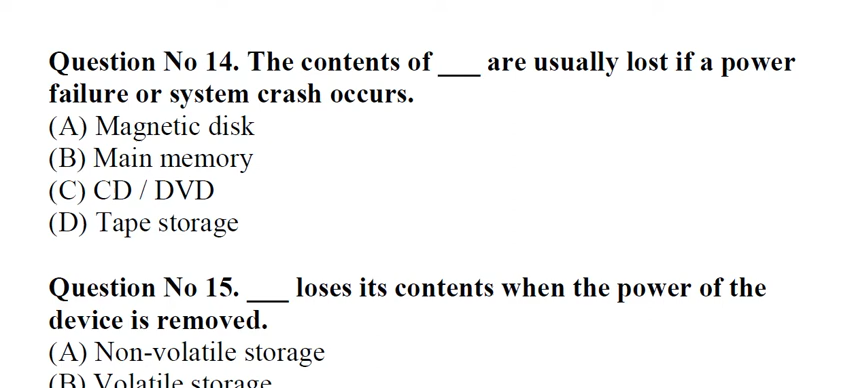 Question No 14. The contents of ___ are usually lost if a power
failure or system crash occurs.
(A) Magnetic disk
(B) Main memory
(C) CD / DVD
(D) Tape storage
Question No 15. ___ loses its contents when the power of the
device is removed.
(A) Non-volatile storage
(B) Volatile storage